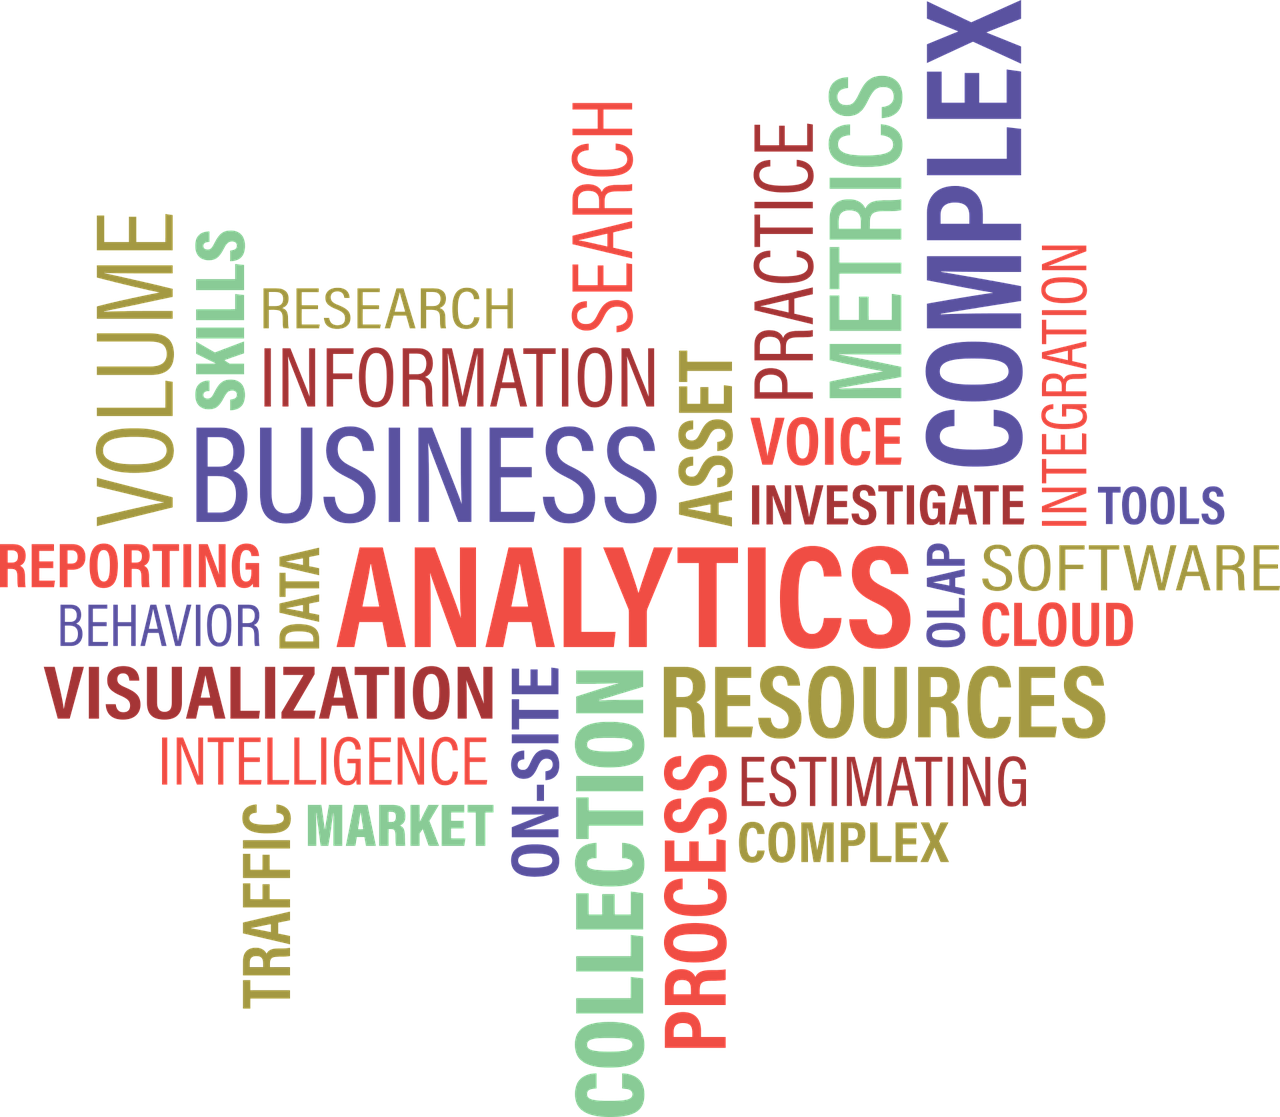 COMPLEX
METRICS
SEARCH
PRACTICE
VOLUME
SKILLS
INTEGRATION
RESEARCH
INFORMATION
ASSET
VOICE
BUSINESS
INVESTIGATE
TOOLS
REPORTING
DATA
ANALYTICS
OLAP
SOFTWARE
BEHAVIOR
CLOUD
VISUALIZATION
ON-SITE
COLLECTION
RESOURCES
INTELLIGENCE
PROCESS
ESTIMATING
TRAFFIC
MARKET
COMPLEX